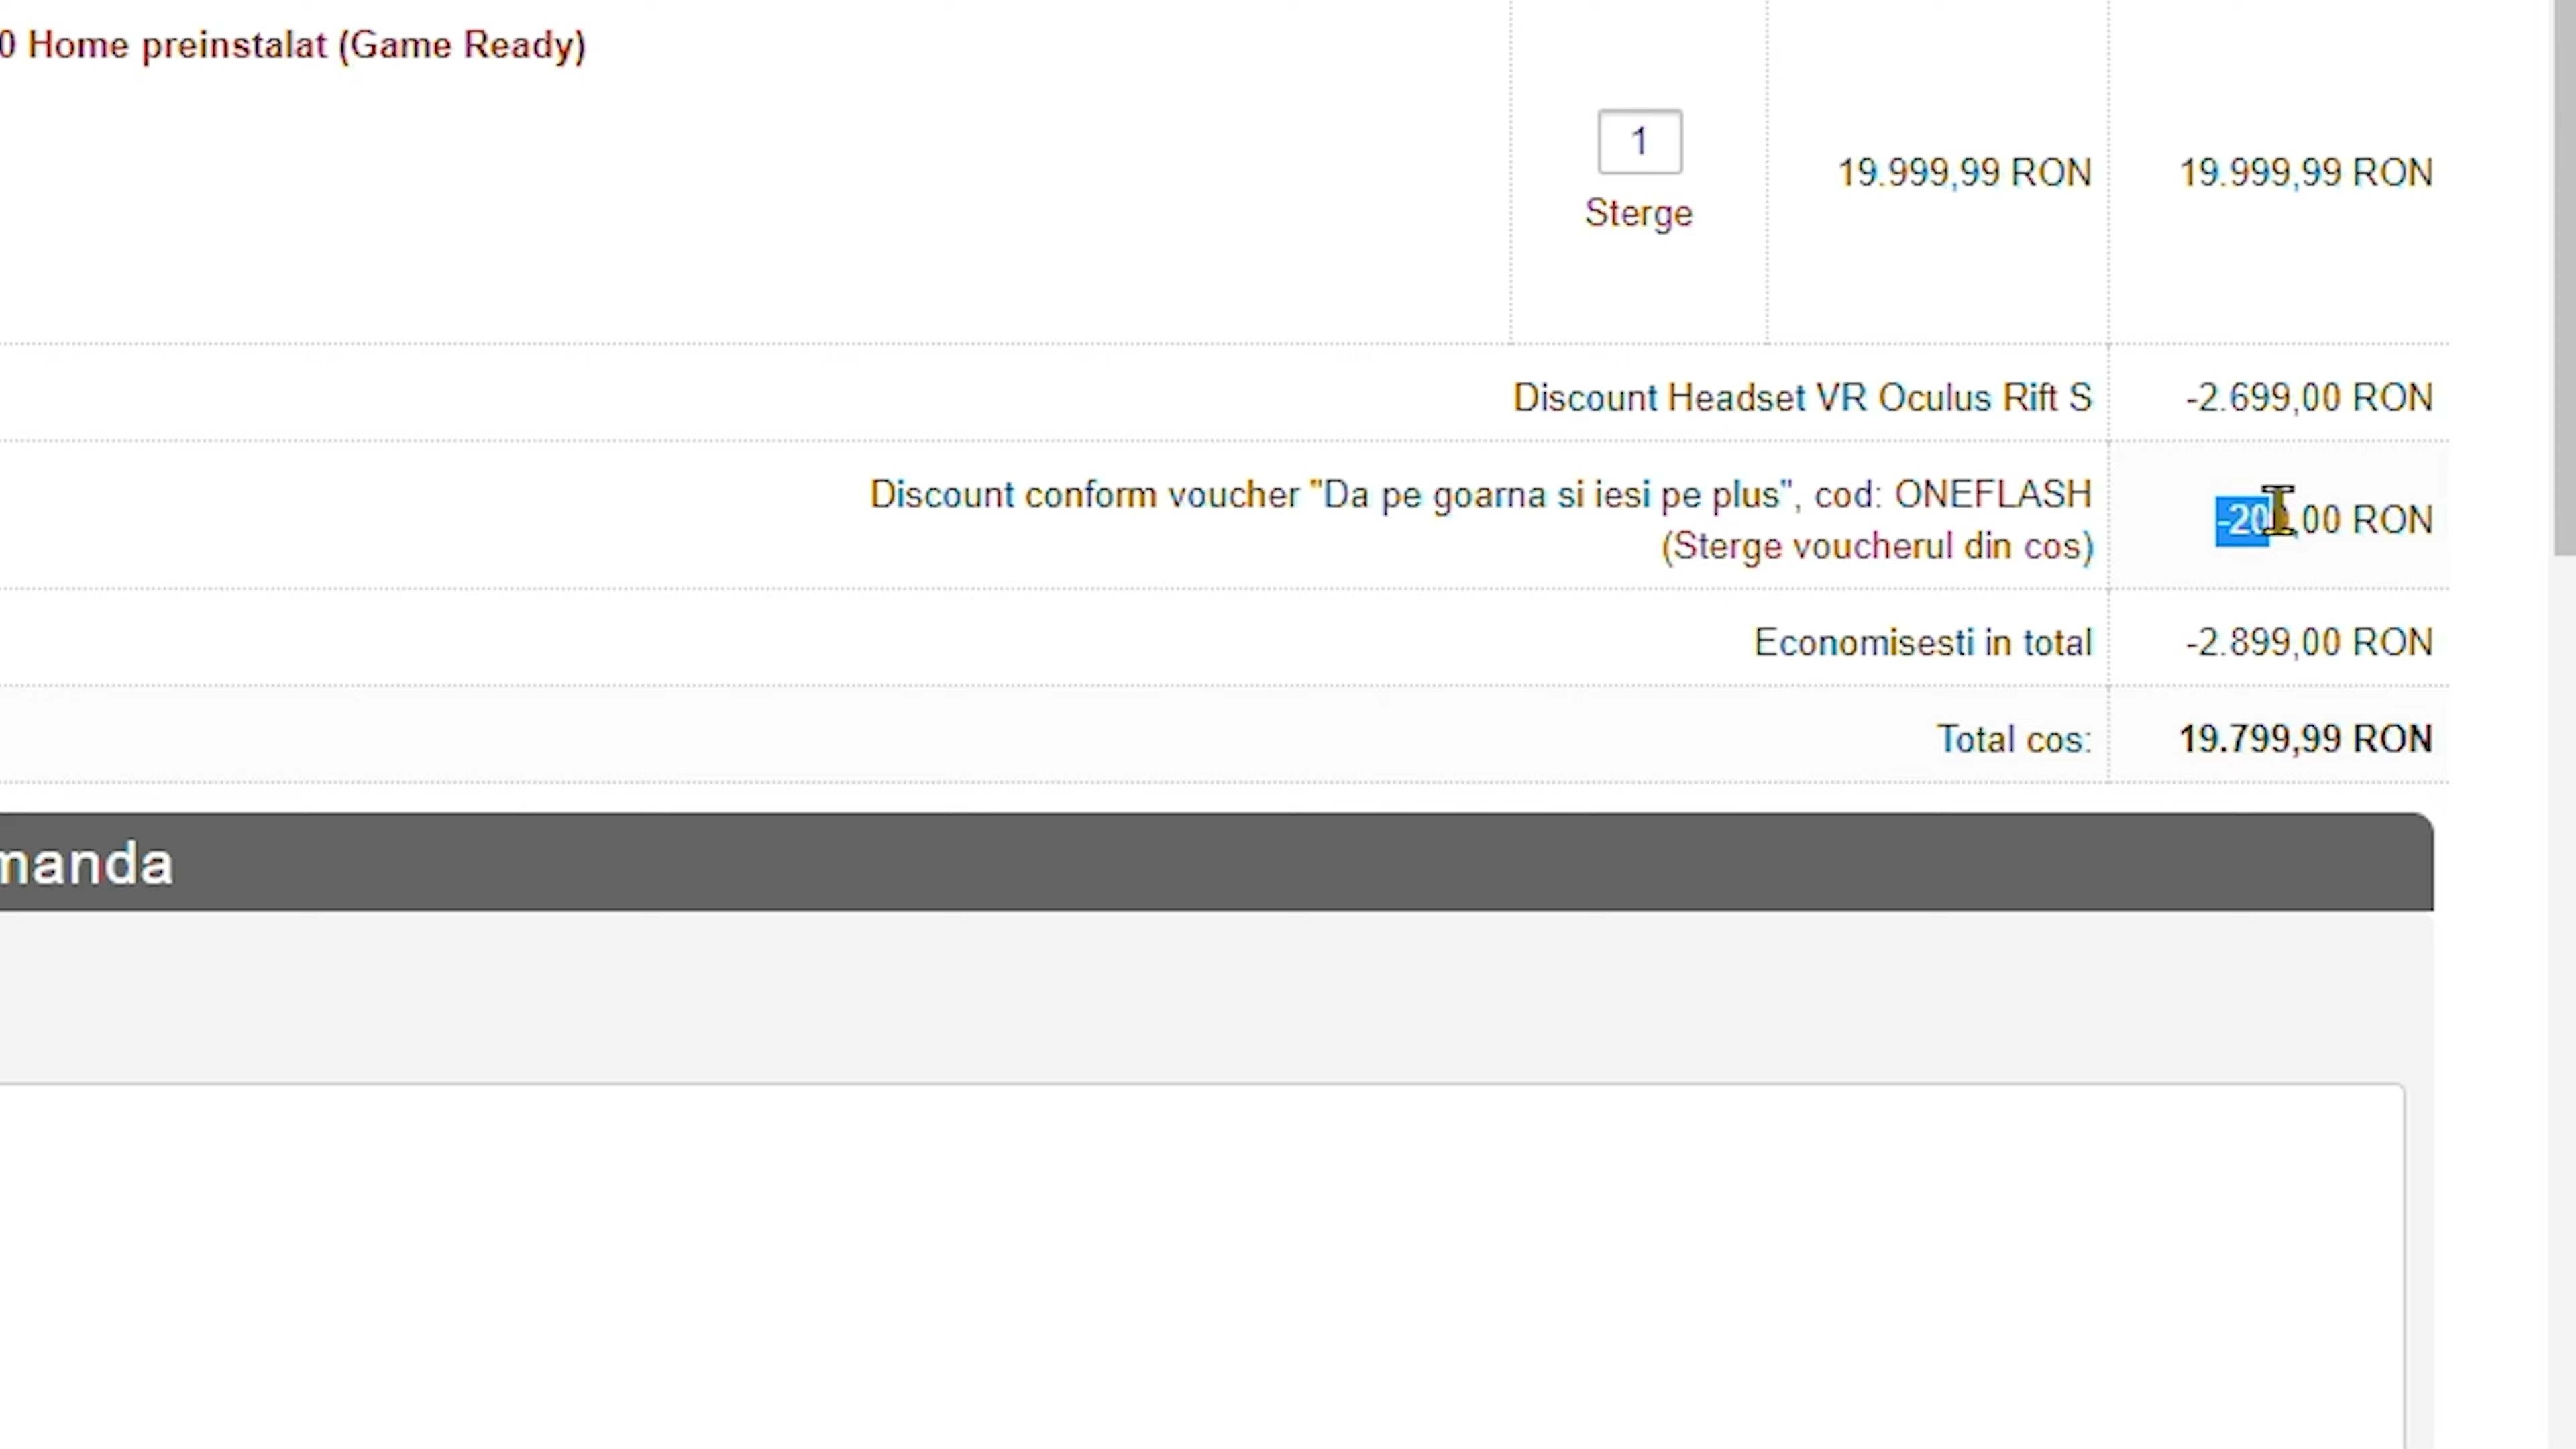 0 Home preinstalat (Game Ready)
1
19.999,99 RON
19.999,99 RON
Sterge
Discount Headset VR Oculus Rift S
-2.699,00 RON
Discount conform voucher "Da pe goarna si iesi pe plus", cod: ONEFLASH
(Sterge voucherul din cos)
-200,00 RON
Economisesti in total
-2.899,00 RON
Total cos:
19.799,99 RON
manda